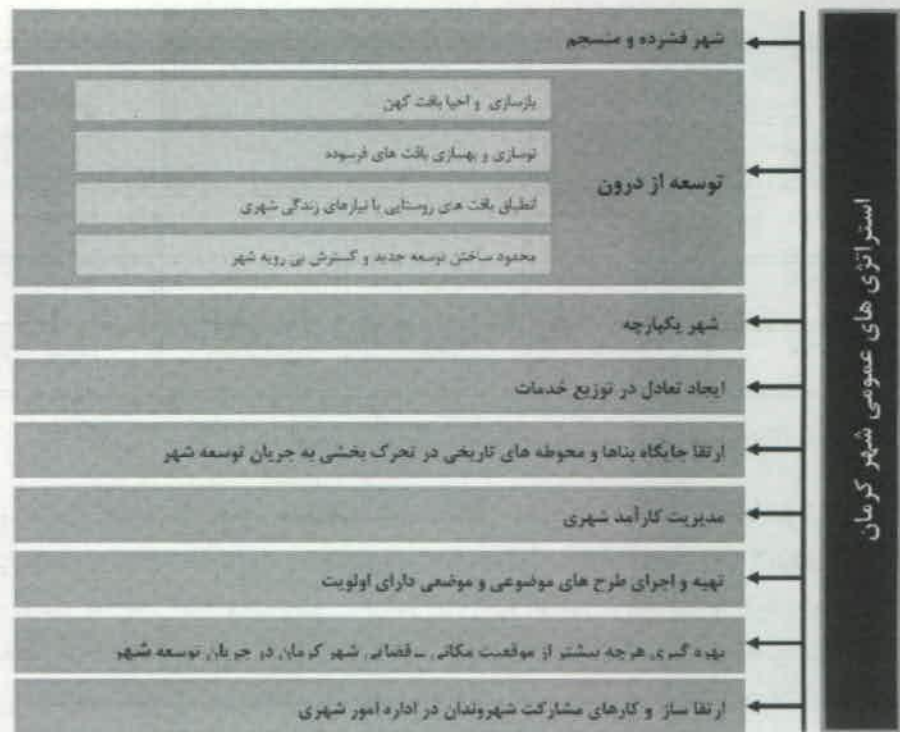 استراتژی های عمومی شهر کرمان
شهر فشرده و منسجم
توسعه از درون
بازسازی و احیا بافت کهن
نوسازی و بهسازی بافت های فرسوده
انطباق بافت های روستایی با نیازهای زندگی شهری
محدود ساختن توسعه جدید و گسترش بی رویه شهر
شهر یکپارچه
ایجاد تعادل در توزیع خدمات
ارتقا جایگاه بناها و محوطه های تاریخی در تحرک بخشی به جریان توسعه شهر
مدیریت کارآمد شهری
تهیه و اجرای طرح های موضوعی و موضعی دارای اولویت
بهره گیری هرچه بیشتر از موقعیت مکانی – فضایی شهر کرمان در جریان توسعه شهر
ارتقا ساز و کارهای مشارکت شهروندان در اداره امور شهری